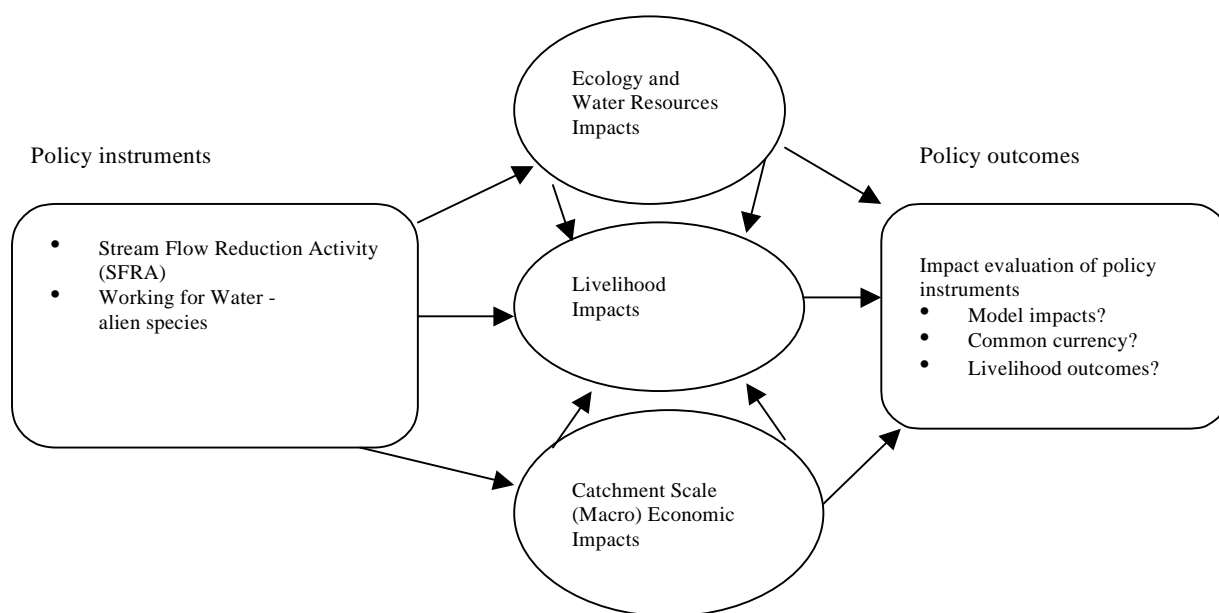 Policy instruments
• Stream Flow Reduction Activity
(SFRA)
• Working for Water -
alien species
Ecology and
Water Resources
Impacts
Livelihood
Impacts
Catchment Scale
(Macro) Economic
Impacts
Policy outcomes
Impact evaluation of policy
instruments
• Model impacts?
• Common currency?
• Livelihood outcomes?